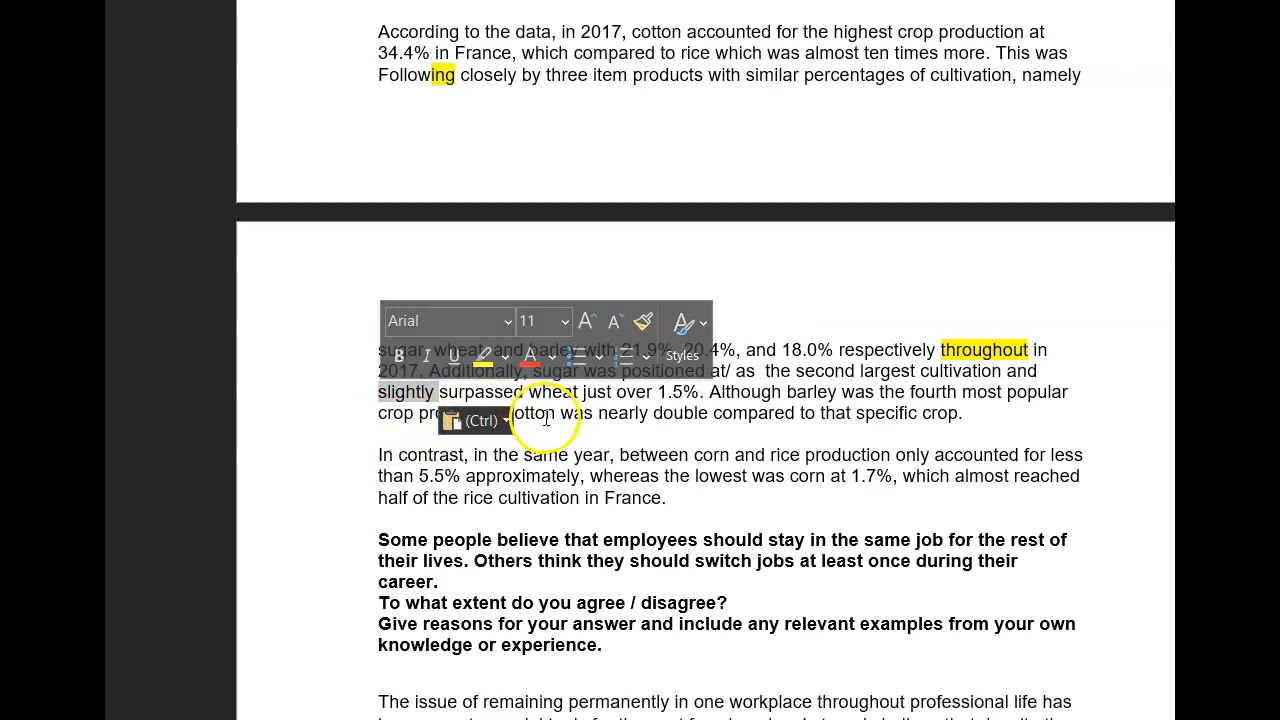 According to the data, in 2017, cotton accounted for the highest crop production at
34.4% in France, which compared to rice which was almost ten times more. This was
Following closely by three item products with similar percentages of cultivation, namely
Arial 11 A A
sugar, wheat, and barley with 21.9%, 20.4%, and 18.0% respectively throughout in
B I U A Styles
2017. Additionally, sugar was positioned at/ as the second largest cultivation and
slightly surpassed wheat just over 1.5%. Although barley was the fourth most popular
crop cotton was nearly double compared to that specific crop.
(Ctrl)
In contrast, in the same year, between corn and rice production only accounted for less
than 5.5% approximately, whereas the lowest was corn at 1.7%, which almost reached
half of the rice cultivation in France.
Some people believe that employees should stay in the same job for the rest of
their lives. Others think they should switch jobs at least once during their
career.
To what extent do you agree / disagree?
Give reasons for your answer and include any relevant examples from your own
knowledge or experience.
The issue of remaining permanently in one workplace throughout professional life has